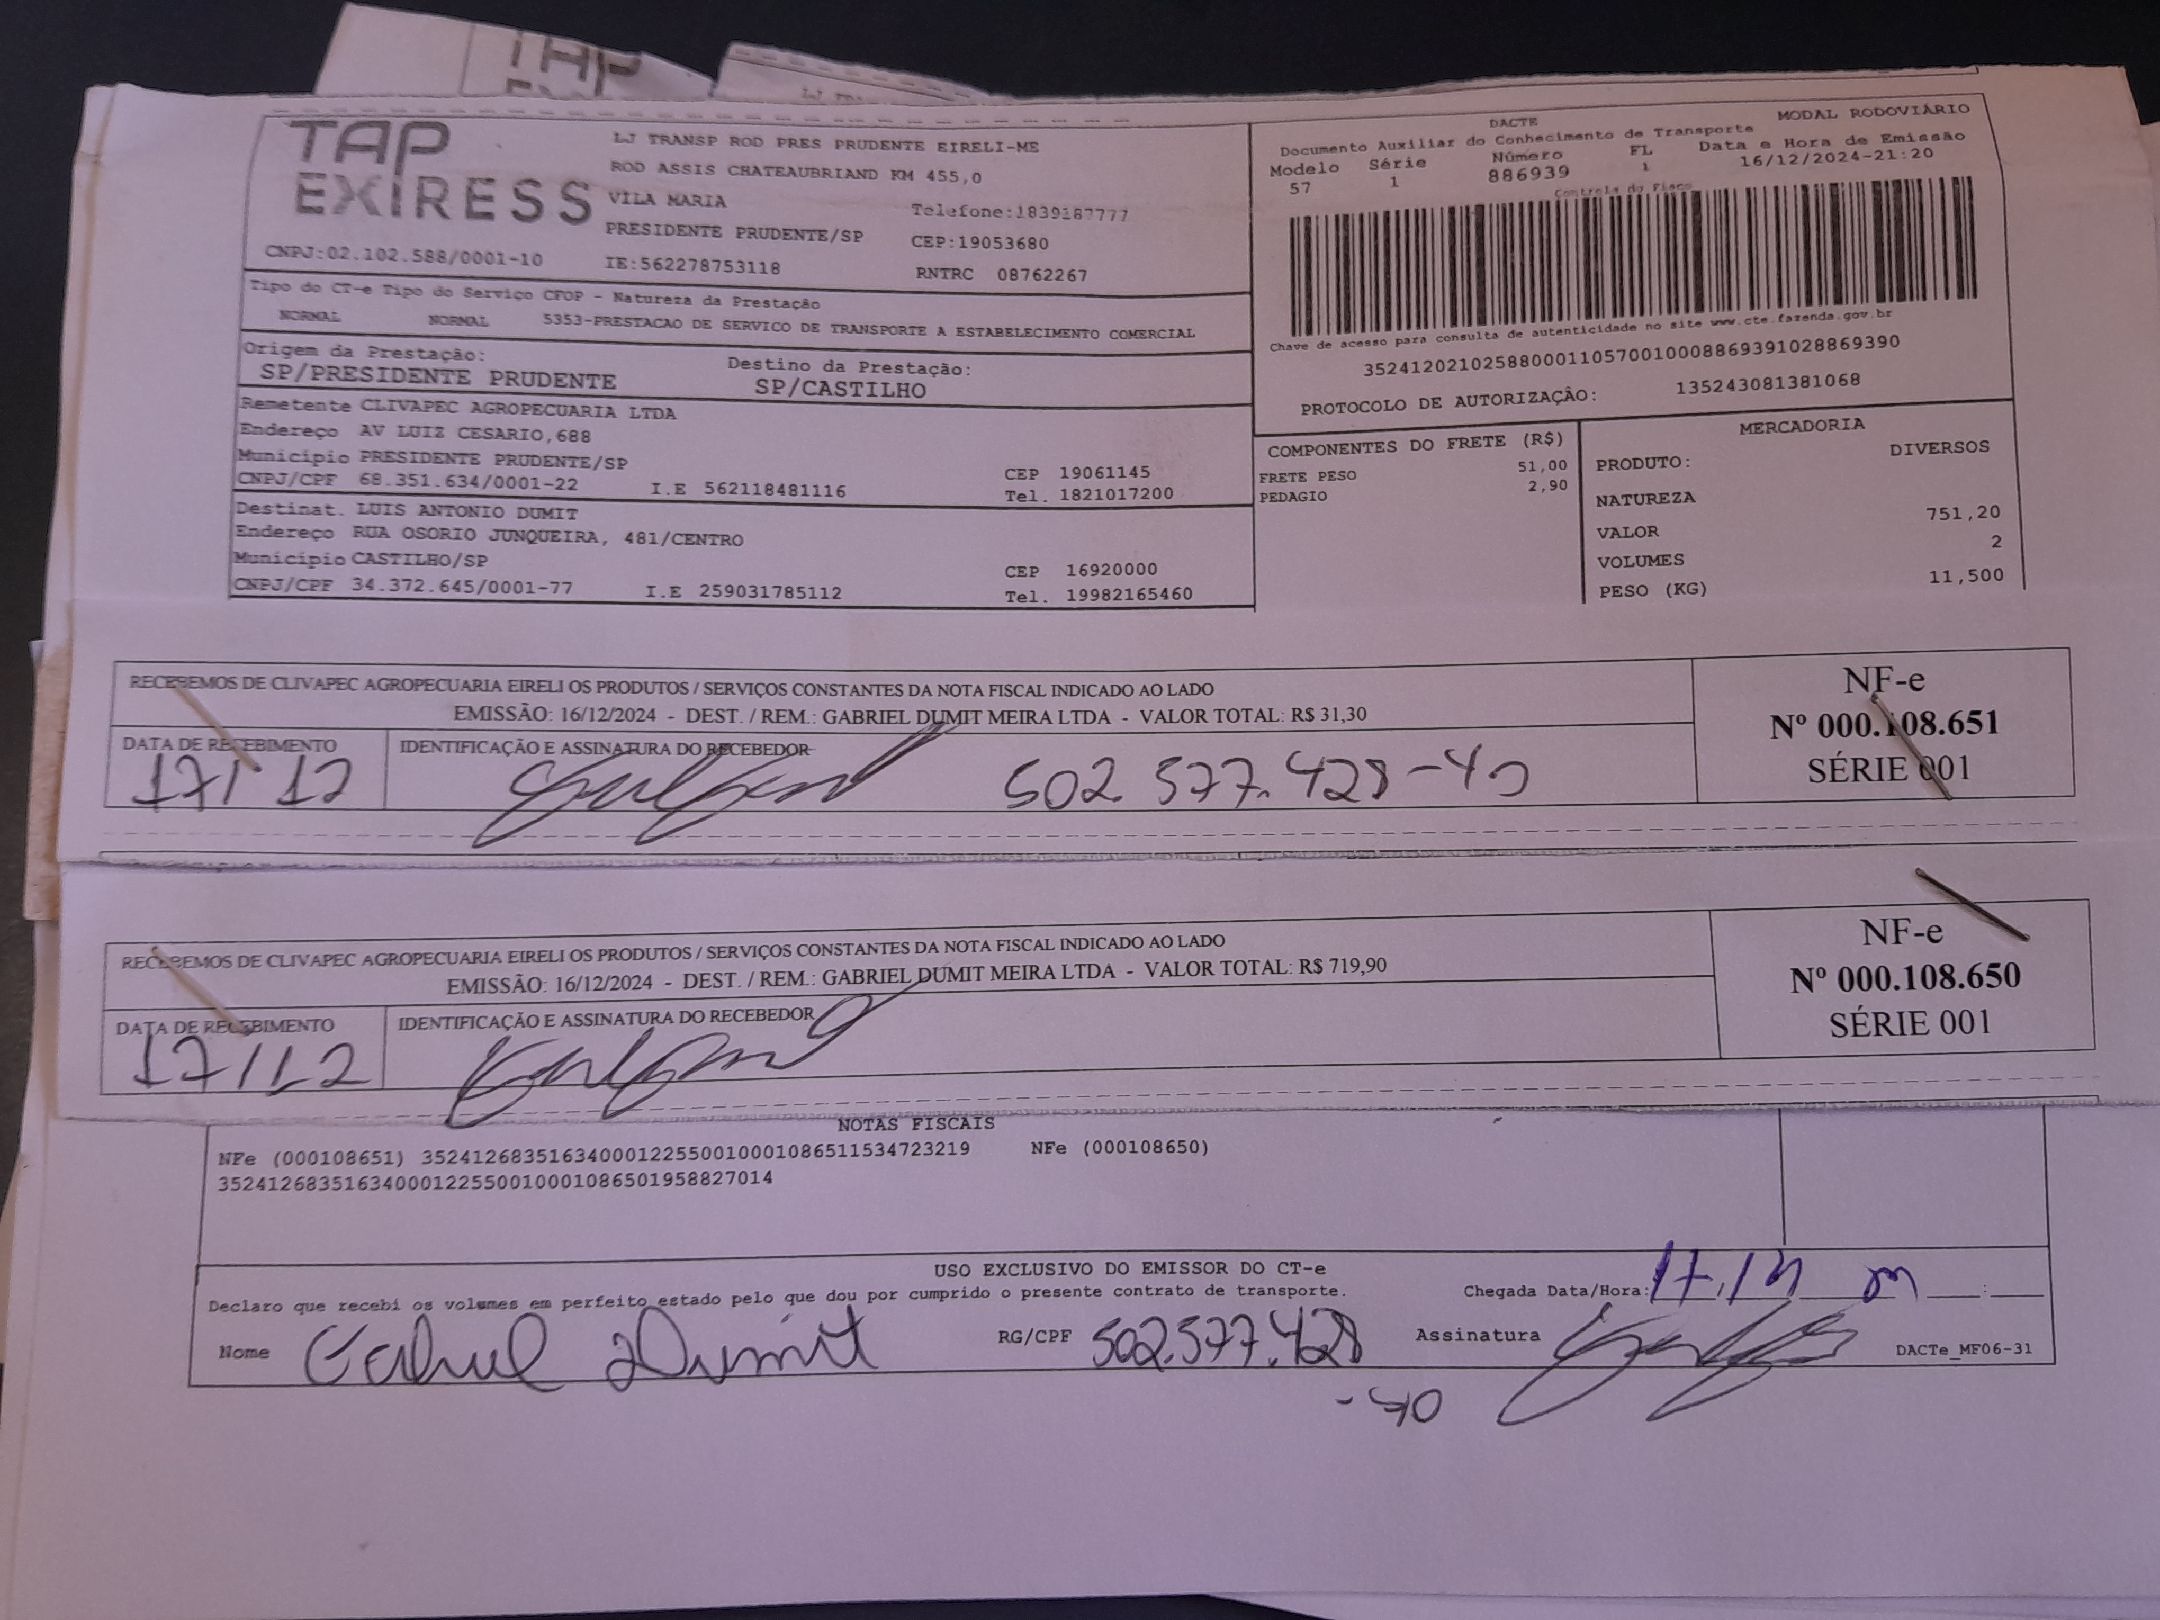 TAP
EXPRESS
LJ TRANSP ROD PRES PRUDENTE EIRELI-ME
ROD ASSIS CHATEAUBRIAND KM 455,0
VILA MARIA Telefone:1839187777
PRESIDENTE PRUDENTE/SP CEP:19053680
CNPJ:02.102.588/0001-10 IE:562278753118 RNTRC 08762267
DACTE MODAL RODOVIÁRIO
Documento Auxiliar do Conhecimento de Transporte
Modelo Série Número FL Data e Hora de Emissão
57 1 886939 1 16/12/2024-21:20
Controle do Fisco
Chave de acesso para consulta de autenticidade no site www.cte.fazenda.gov.br
35241202102588000110570010008869391028869390
PROTOCOLO DE AUTORIZAÇÃO: 135243081381068
Tipo do CT-e Tipo do Serviço CFOP - Natureza da Prestação
NORMAL NORMAL 5353-PRESTACAO DE SERVICO DE TRANSPORTE A ESTABELECIMENTO COMERCIAL
Origem da Prestação: Destino da Prestação:
SP/PRESIDENTE PRUDENTE SP/CASTILHO
Remetente CLIVAPEC AGROPECUARIA LTDA
Endereço AV LUIZ CESARIO,688
Município PRESIDENTE PRUDENTE/SP CEP 19061145
CNPJ/CPF 68.351.634/0001-22 I.E 562118481116 Tel. 1821017200
Destinat. LUIS ANTONIO DUMIT
Endereço RUA OSORIO JUNQUEIRA, 481/CENTRO
Município CASTILHO/SP CEP 16920000
CNPJ/CPF 34.372.645/0001-77 I.E 259031785112 Tel. 19982165460
COMPONENTES DO FRETE (R$)
FRETE PESO 51,00
PEDAGIO 2,90
MERCADORIA
PRODUTO: DIVERSOS
NATUREZA
VALOR 751,20
VOLUMES 2
PESO (KG) 11,500
RECEBEMOS DE CLIVAPEC AGROPECUARIA EIRELI OS PRODUTOS / SERVIÇOS CONSTANTES DA NOTA FISCAL INDICADO AO LADO
EMISSÃO: 16/12/2024 - DEST. / REM.: GABRIEL DUMIT MEIRA LTDA - VALOR TOTAL: R$ 31,30
DATA DE RECEBIMENTO IDENTIFICAÇÃO E ASSINATURA DO RECEBEDOR
17/12 502.577.428-40
NF-e
Nº 000.108.651
SÉRIE 001
RECEBEMOS DE CLIVAPEC AGROPECUARIA EIRELI OS PRODUTOS / SERVIÇOS CONSTANTES DA NOTA FISCAL INDICADO AO LADO
EMISSÃO: 16/12/2024 - DEST. / REM.: GABRIEL DUMIT MEIRA LTDA - VALOR TOTAL: R$ 719,90
DATA DE RECEBIMENTO IDENTIFICAÇÃO E ASSINATURA DO RECEBEDOR
17/12
NF-e
Nº 000.108.650
SÉRIE 001
NOTAS FISCAIS
NFe (000108651) 35241268351634000122550010001086511534723219 NFe (000108650)
35241268351634000122550010001086501958827014
USO EXCLUSIVO DO EMISSOR DO CT-e
Declaro que recebi os volumes em perfeito estado pelo que dou por cumprido o presente contrato de transporte. Chegada Data/Hora:
Nome Gabriel Dumit RG/CPF 502.577.428-40 Assinatura
DACTe_MF06-31